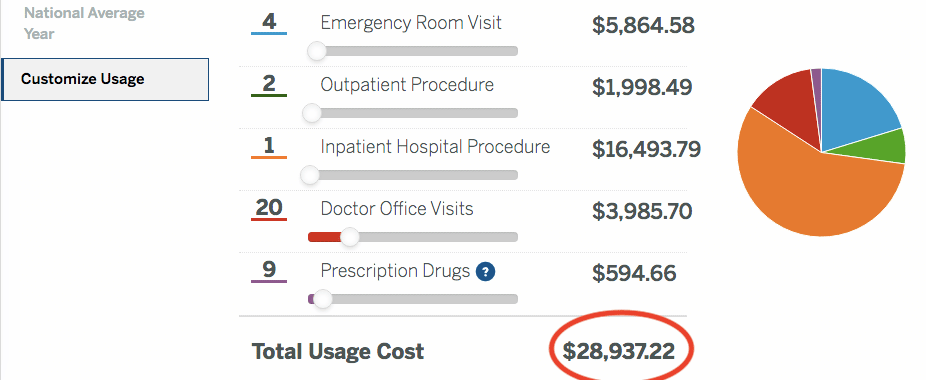 National Average
Year
Customize Usage
4 Emergency Room Visit $5,864.58
2 Outpatient Procedure $1,998.49
1 Inpatient Hospital Procedure $16,493.79
20 Doctor Office Visits $3,985.70
9 Prescription Drugs ? $594.66
Total Usage Cost $28,937.22